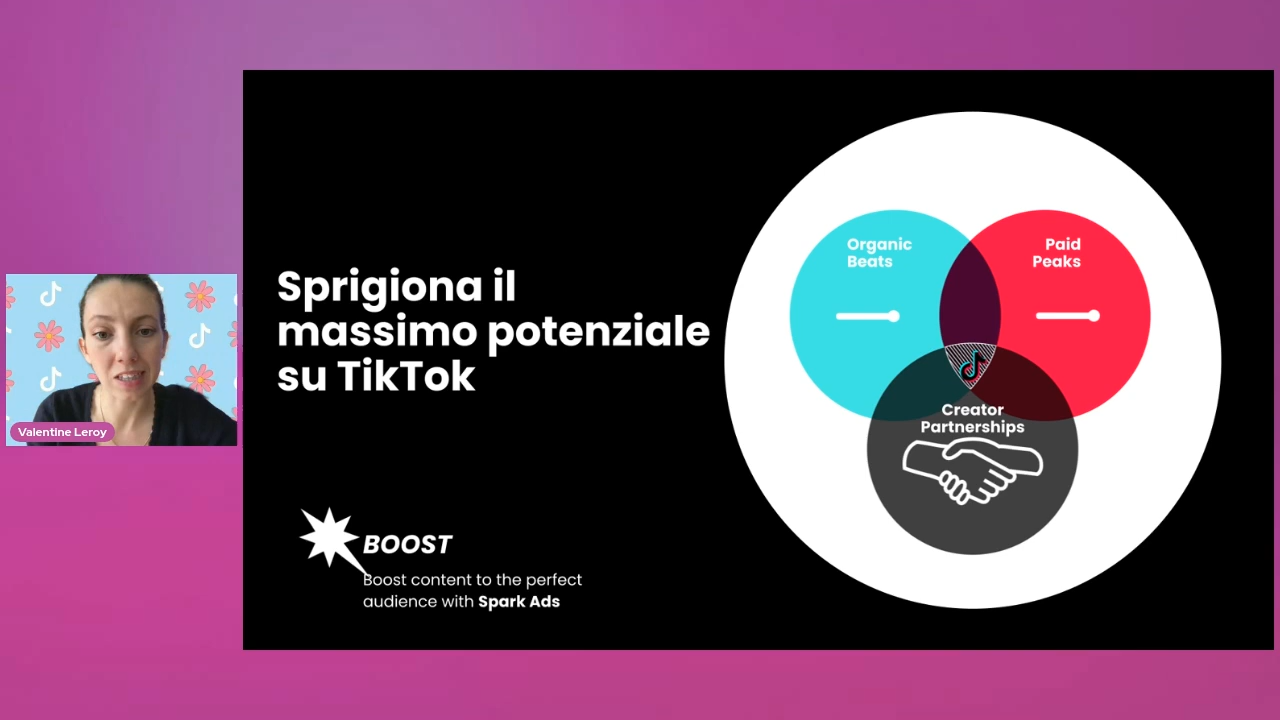 Sprigiona il
massimo potenziale
su TikTok
BOOST
Boost content to the perfect
audience with Spark Ads
Organic
Beats
Paid
Peaks
Creator
Partnerships
Valentine Leroy